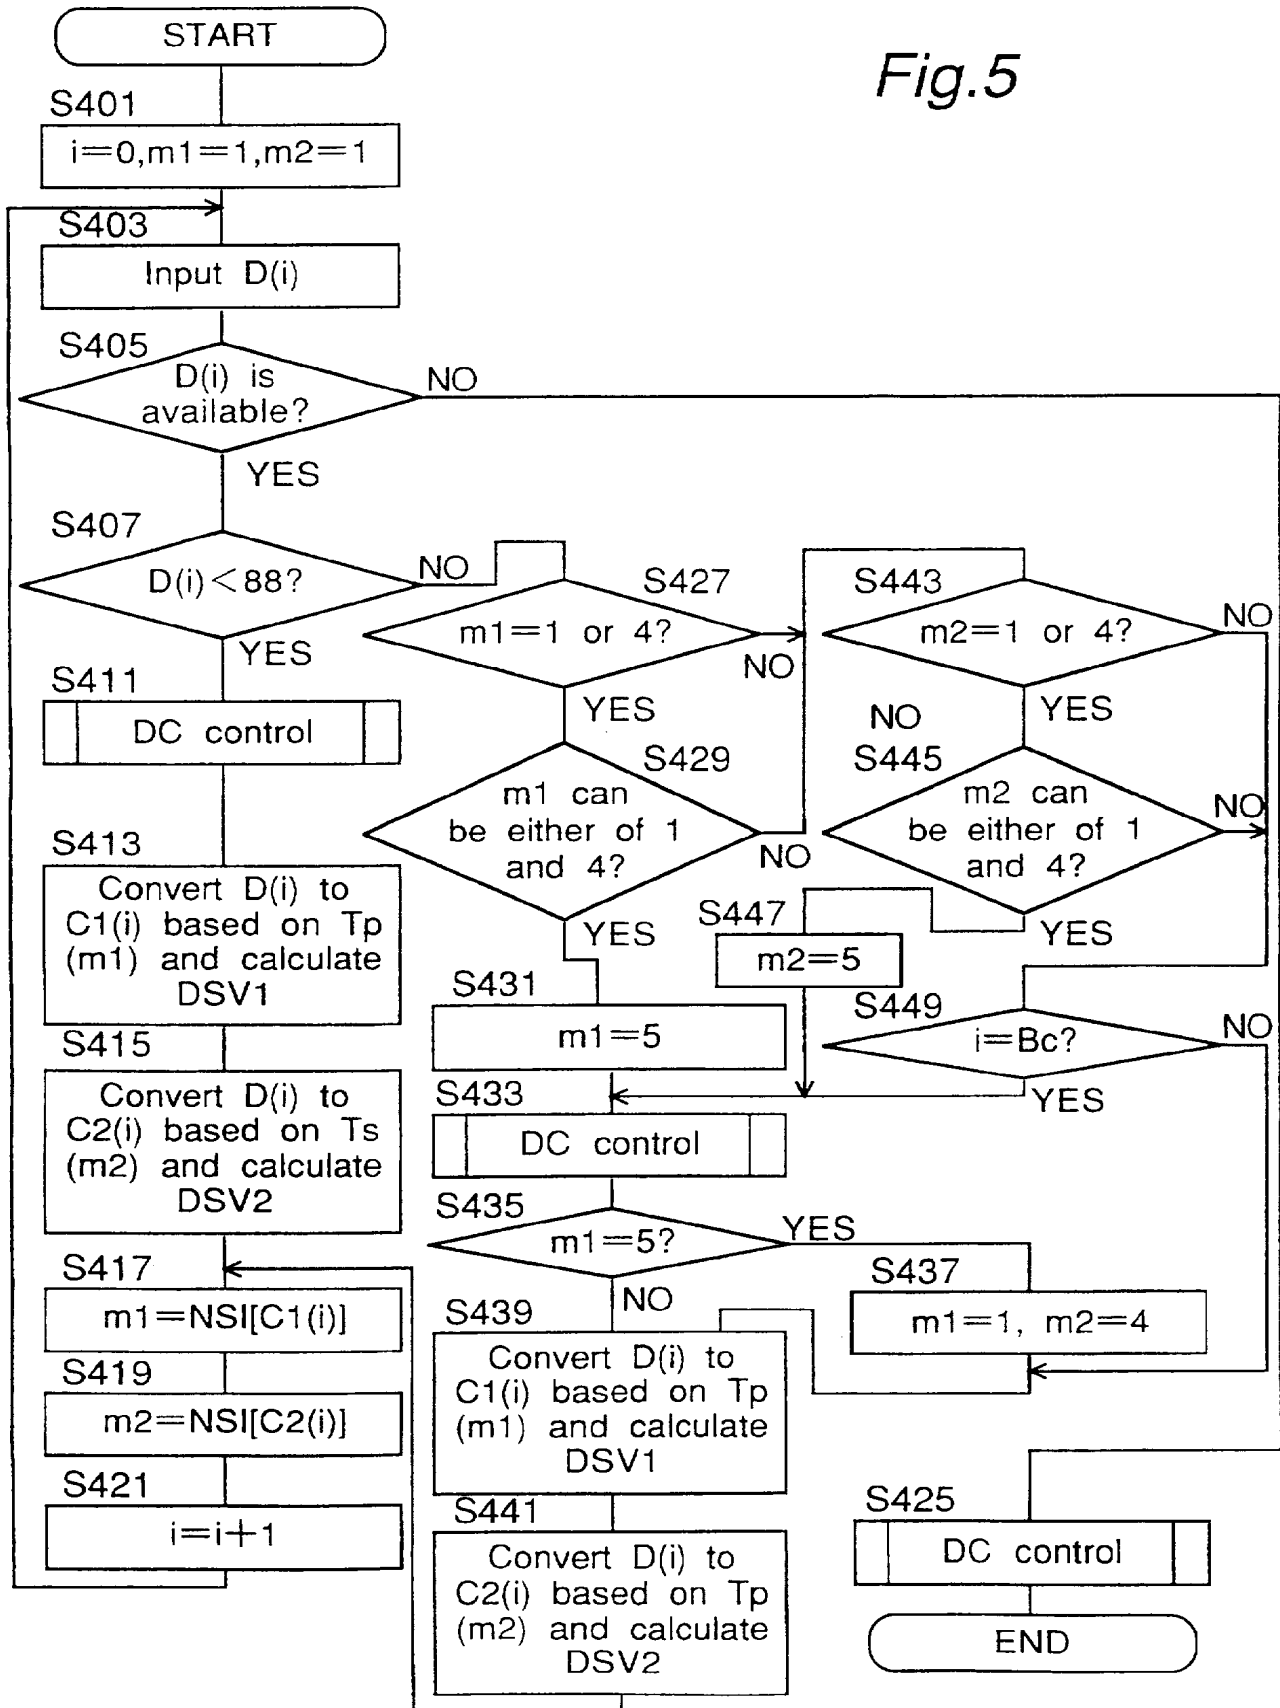 START
Fig.5
S401
i=0,m1=1,m2=1
S403
Input D(i)
S405
D(i) is
available?
NO
YES
S407
D(i)<88?
NO
YES
S411
DC control
S413
Convert D(i) to
C1(i) based on Tp
(m1) and calculate
DSV1
S415
Convert D(i) to
C2(i) based on Ts
(m2) and calculate
DSV2
S417
m1=NSI[C1(i)]
S419
m2=NSI[C2(i)]
S421
i=i+1
S427
m1=1 or 4?
NO
YES
S429
m1 can
be either of 1
and 4?
NO
YES
S431
m1=5
S433
DC control
S435
m1=5?
YES
NO
S437
m1=1, m2=4
S439
Convert D(i) to
C1(i) based on Tp
(m1) and calculate
DSV1
S441
Convert D(i) to
C2(i) based on Tp
(m2) and calculate
DSV2
S443
m2=1 or 4?
NO
YES
NO
S445
m2 can
be either of 1
and 4?
NO
YES
S447
m2=5
S449
i=Bc?
NO
YES
S425
DC control
END